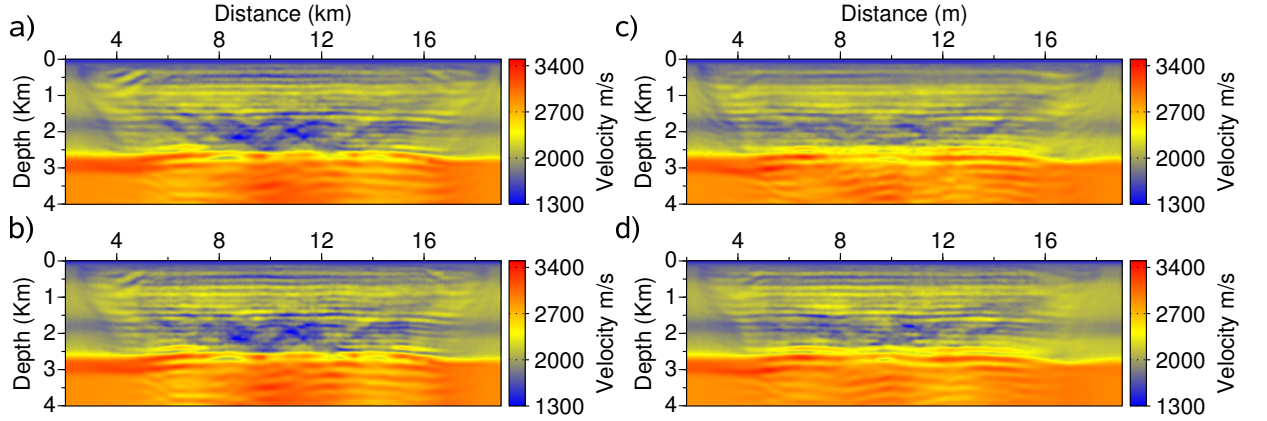 Distance (km)
a)
4 8 12 16
0
1
2
3
4
Depth (Km)
3400
2700
2000
1300
Velocity m/s
Distance (m)
c)
4 8 12 16
0
1
2
3
4
Depth (Km)
3400
2700
2000
1300
Velocity m/s
b)
4 8 12 16
0
1
2
3
4
Depth (Km)
3400
2700
2000
1300
Velocity m/s
d)
4 8 12 16
0
1
2
3
4
Depth (Km)
3400
2700
2000
1300
Velocity m/s